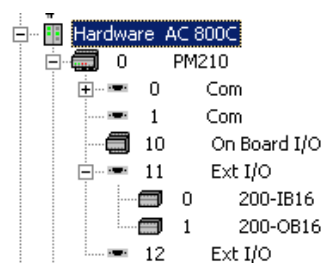 Hardware AC 800C
0 PM210
0 Com
1 Com
10 On Board I/O
11 Ext I/O
0 200-IB16
1 200-OB16
12 Ext I/O